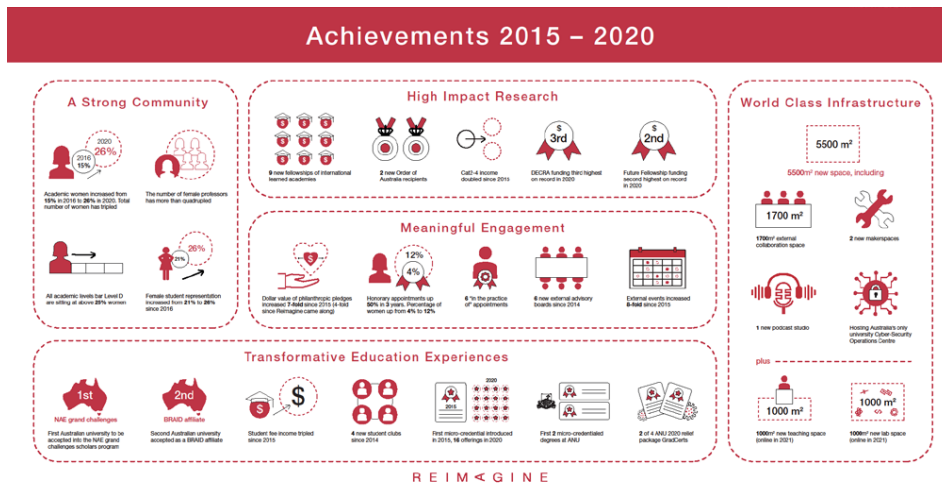 Achievements 2015 – 2020
A Strong Community
2020
26%
2016
15%
Academic women increased from
15% in 2016 to 26% in 2020. Total
number of women has tripled
The number of female professors
has more than quadrupled
All academic levels bar Level D
are sitting at above 25% women
26%
21%
Female student representation
increased from 21% to 26%
since 2016
High Impact Research
9 new fellowships of international
learned academies
2 new Order of
Australia recipients
Cat2-4 income
doubled since 2015
$
3rd
DECRA funding third highest
on record in 2020
$
2nd
Future Fellowship funding
second highest on record
in 2020
Meaningful Engagement
$
Dollar value of philanthropic pledges
increased 7-fold since 2015 (4-fold
since Reimagine came along)
12%
4%
Honorary appointments up
50% in 3 years. Percentage of
women up from 4% to 12%
6 "in the practice
of" appointments
6 new external advisory
boards since 2014
External events increased
8-fold since 2015
Transformative Education Experiences
1st
NAE grand challenges
First Australian university to be
accepted into the NAE grand
challenges scholars program
2nd
BRAID affiliate
Second Australian university
accepted as a BRAID affiliate
$
$
Student fee income tripled
since 2015
4 new student clubs
since 2014
2015
2020
First micro-credential introduced
in 2015, 16 offerings in 2020
First 2 micro-credentialed
degrees at ANU
2 of 4 ANU 2020 relief
package GradCerts
World Class Infrastructure
5500 m²
5500m² new space, including
1700 m²
1700m² external
collaboration space
2 new makerspaces
1 new podcast studio
Hosting Australia's only
university Cyber-Security
Operations Centre
plus
1000 m²
1000m² new teaching space
(online in 2021)
1000 m²
1000m² new lab space
(online in 2021)
REIMAGINE